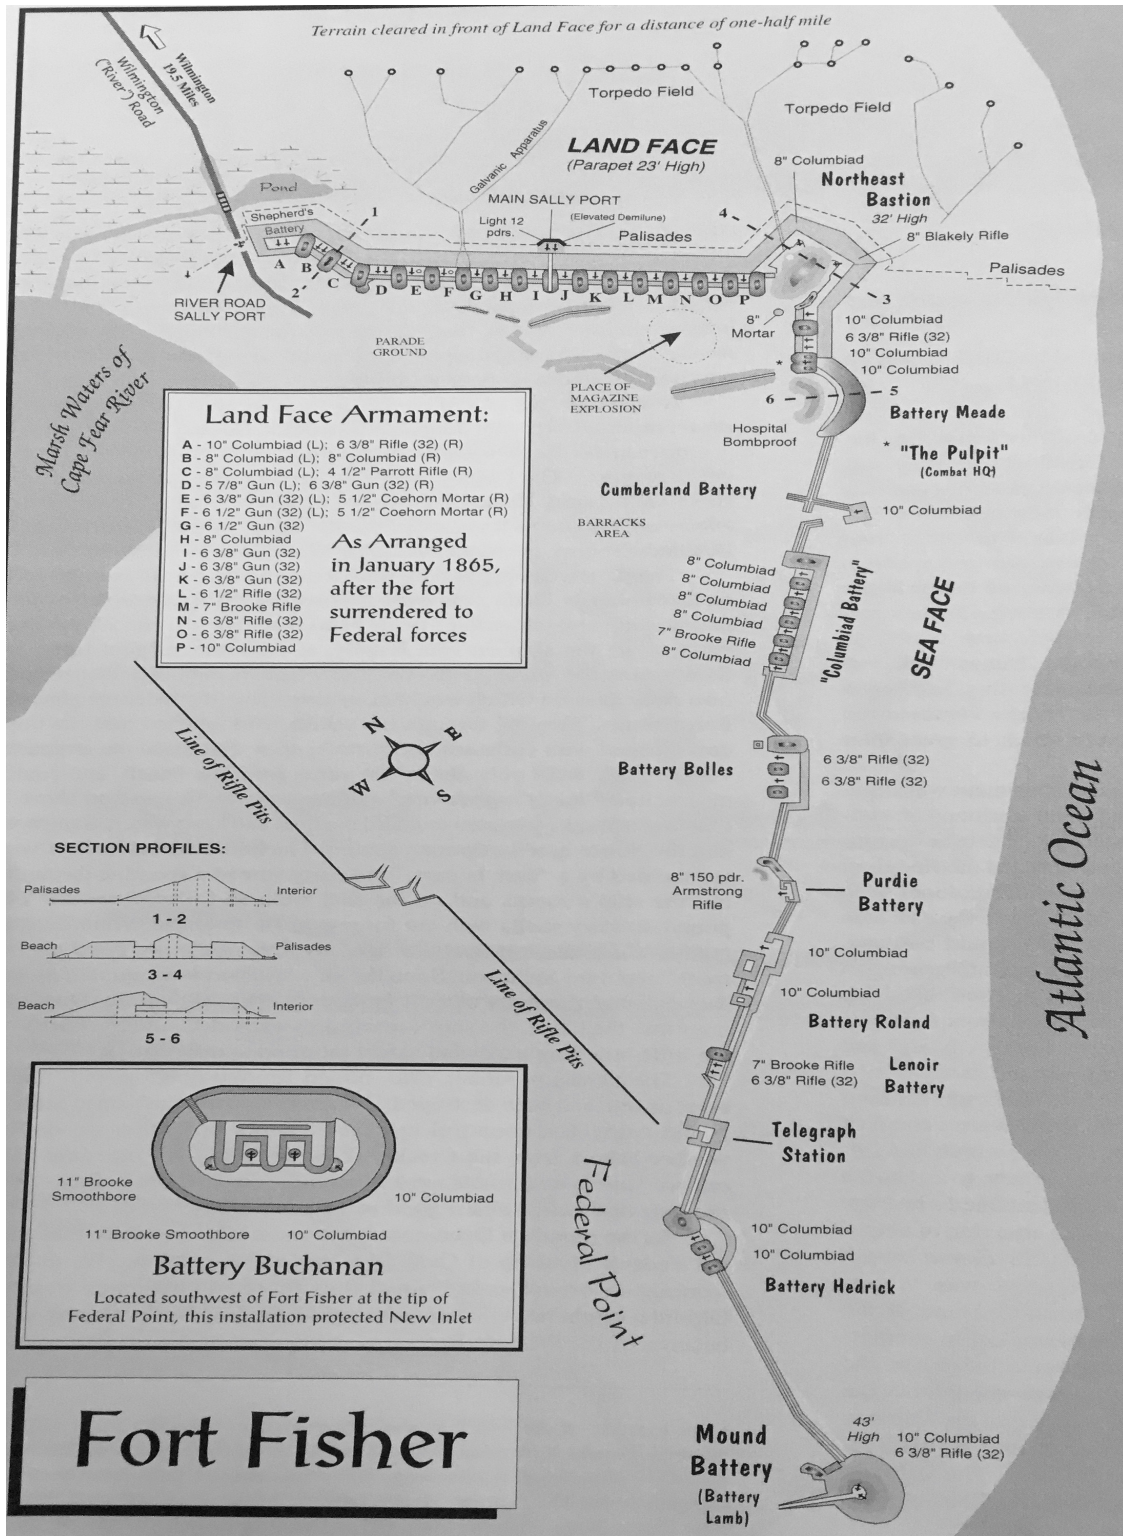 Terrain cleared in front of Land Face for a distance of one-half mile
Wilmington
19.5 Miles
Wilmington
("River") Road
Torpedo Field
Torpedo Field
Galvanic Apparatus
LAND FACE
(Parapet 23' High)
8" Columbiad
Northeast
Bastion
32' High
8" Blakely Rifle
Pond
Shepherd's
Battery
1
MAIN SALLY PORT
Light 12
pdrs.
(Elevated Demilune)
Palisades
4
Palisades
A
B
C
D
E
F
G
H
I
J
K
L
M
N
O
P
2
3
RIVER ROAD
SALLY PORT
PARADE
GROUND
8"
Mortar
10" Columbiad
6 3/8" Rifle (32)
10" Columbiad
10" Columbiad
*
PLACE OF
MAGAZINE
EXPLOSION
6
5
Battery Meade
Hospital
Bombproof
* "The Pulpit"
(Combat HQ)
Marsh Waters of
Cape Fear River
Land Face Armament:
A - 10" Columbiad (L); 6 3/8" Rifle (32) (R)
B - 8" Columbiad (L); 8" Columbiad (R)
C - 8" Columbiad (L); 4 1/2" Parrott Rifle (R)
D - 5 7/8" Gun (L); 6 3/8" Gun (32) (R)
E - 6 3/8" Gun (32) (L); 5 1/2" Coehorn Mortar (R)
F - 6 1/2" Gun (32) (L); 5 1/2" Coehorn Mortar (R)
G - 6 1/2" Gun (32)
H - 8" Columbiad
I - 6 3/8" Gun (32)
J - 6 3/8" Gun (32)
K - 6 3/8" Gun (32)
L - 6 1/2" Rifle (32)
M - 7" Brooke Rifle
N - 6 3/8" Rifle (32)
O - 6 3/8" Rifle (32)
P - 10" Columbiad
As Arranged
in January 1865,
after the fort
surrendered to
Federal forces
Cumberland Battery
10" Columbiad
BARRACKS
AREA
8" Columbiad
8" Columbiad
8" Columbiad
8" Columbiad
7" Brooke Rifle
8" Columbiad
"Columbiad Battery"
SEA FACE
Line of Rifle Pits
N
E
W
S
Battery Bolles
6 3/8" Rifle (32)
6 3/8" Rifle (32)
Atlantic Ocean
SECTION PROFILES:
Palisades
Interior
1 - 2
Beach
Palisades
3 - 4
Beach
Interior
5 - 6
8" 150 pdr.
Armstrong
Rifle
Purdie
Battery
10" Columbiad
10" Columbiad
Battery Roland
Line of Rifle Pits
7" Brooke Rifle
6 3/8" Rifle (32)
Lenoir
Battery
Telegraph
Station
Federal Point
11" Brooke
Smoothbore
10" Columbiad
11" Brooke Smoothbore
10" Columbiad
Battery Buchanan
Located southwest of Fort Fisher at the tip of
Federal Point, this installation protected New Inlet
10" Columbiad
10" Columbiad
Battery Hedrick
Fort Fisher
Mound
Battery
(Battery
Lamb)
43'
High
10" Columbiad
6 3/8" Rifle (32)